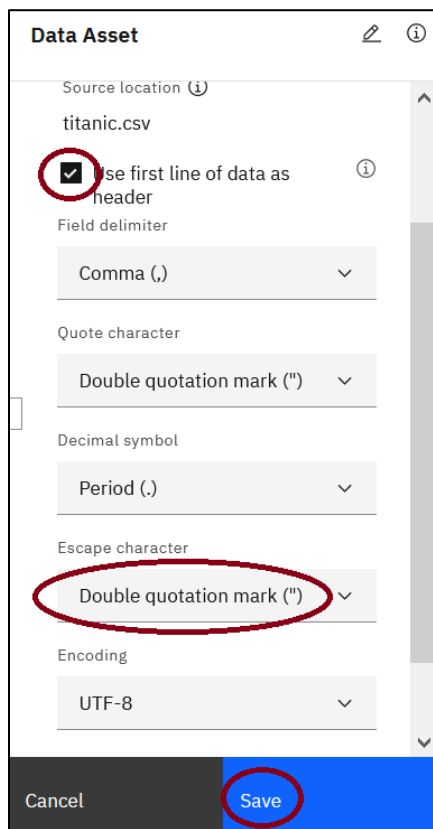 Data Asset
Source location
titanic.csv
Use first line of data as
header
Field delimiter
Comma (,)
Quote character
Double quotation mark (")
Decimal symbol
Period (.)
Escape character
Double quotation mark (")
Encoding
UTF-8
Cancel
Save